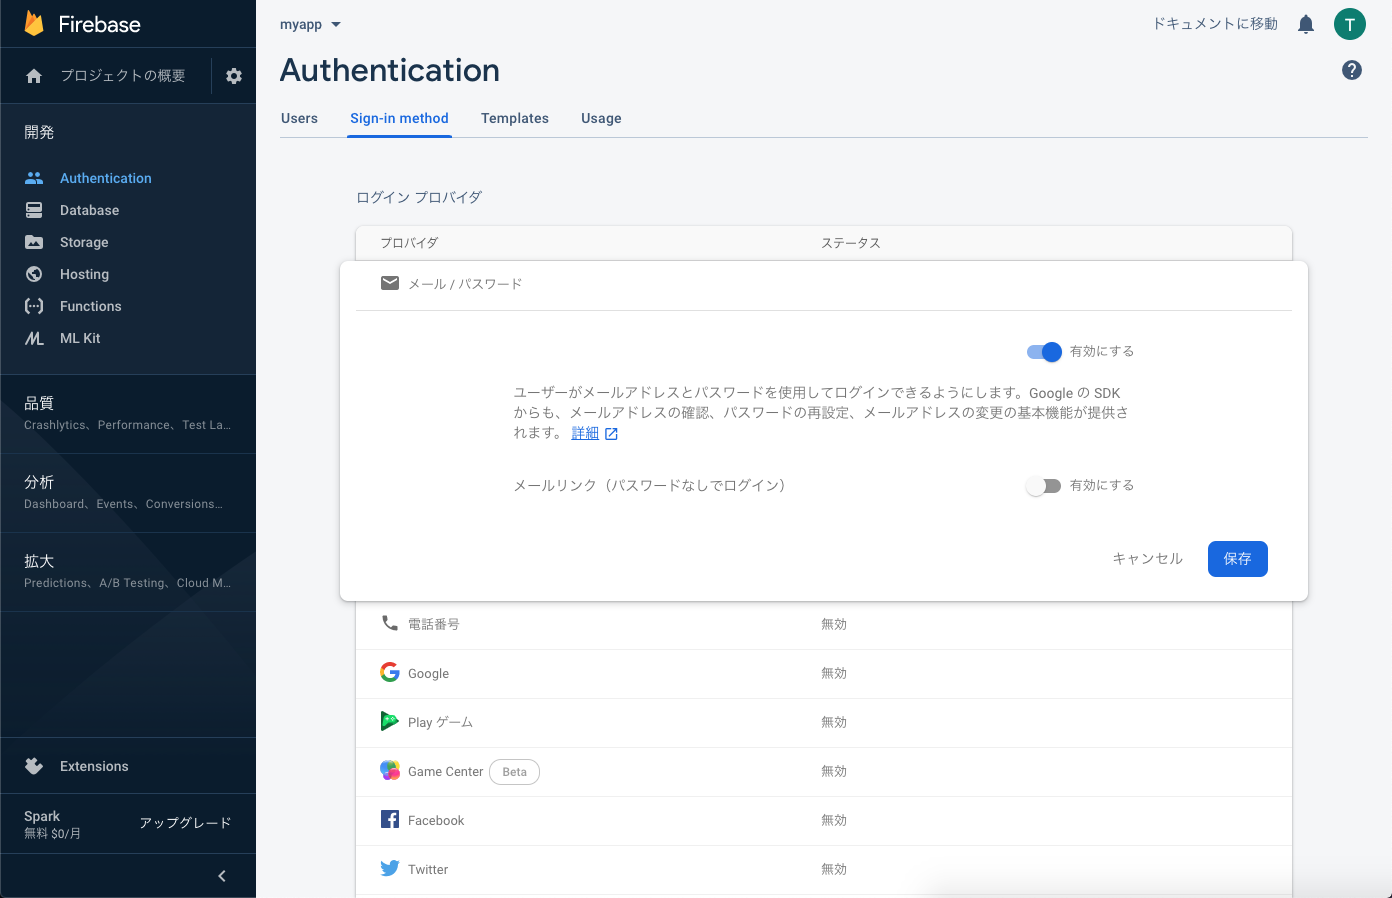 Firebase
プロジェクトの概要
開発
Authentication
Database
Storage
Hosting
Functions
ML Kit
品質
Crashlytics、Performance、Test La...
分析
Dashboard、Events、Conversions...
拡大
Predictions、A/B Testing、Cloud M...
Extensions
Spark
無料 $0/月
アップグレード
myapp
ドキュメントに移動
T
Authentication
Users Sign-in method Templates Usage
ログイン プロバイダ
プロバイダ ステータス
メール / パスワード
有効にする
ユーザーがメールアドレスとパスワードを使用してログインできるようにします。Google の SDK
からも、メールアドレスの確認、パスワードの再設定、メールアドレスの変更の基本機能が提供さ
れます。 詳細
メールリンク（パスワードなしでログイン） 有効にする
キャンセル 保存
電話番号 無効
Google 無効
Play ゲーム 無効
Game Center Beta 無効
Facebook 無効
Twitter 無効